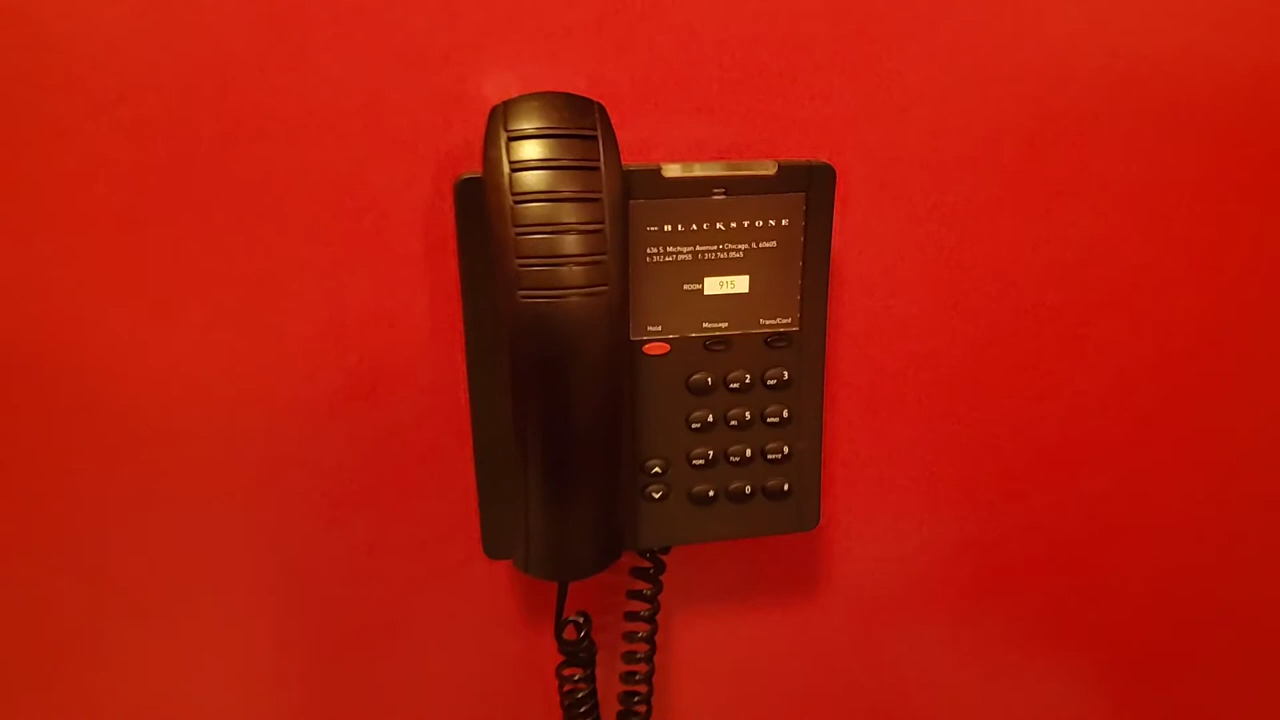 THE BLACKSTONE
636 S. Michigan Avenue • Chicago, IL 60605
t: 312.447.0955 f: 312.765.0545
ROOM 915
Hold Message Trans/Conf
1 ABC 2 DEF 3
GHI 4 JKL 5 MNO 6
PQRS 7 TUV 8 WXYZ 9
* 0 #